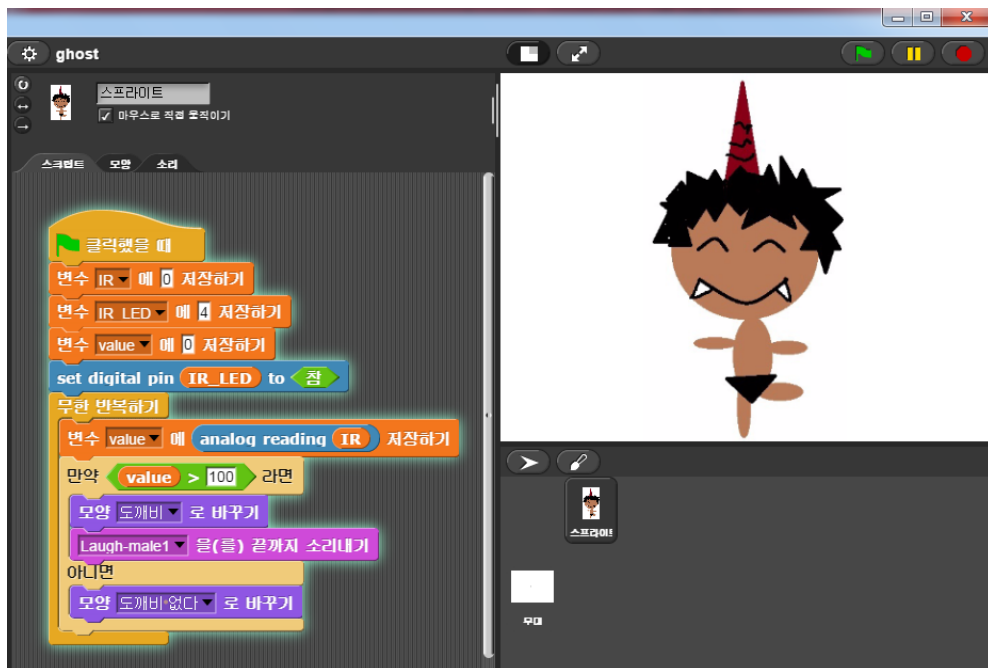 ghost
스프라이트
마우스로 직접 움직이기
스크립트 모양 소리
클릭했을 때
변수 IR 에 0 저장하기
변수 IR_LED 에 4 저장하기
변수 value 에 0 저장하기
set digital pin IR_LED to 참
무한 반복하기
변수 value 에 analog reading IR 저장하기
만약 value > 100 라면
모양 도깨비 로 바꾸기
Laugh-male1 을(를) 끝까지 소리내기
아니면
모양 도깨비 없다 로 바꾸기
스프라이트
무대